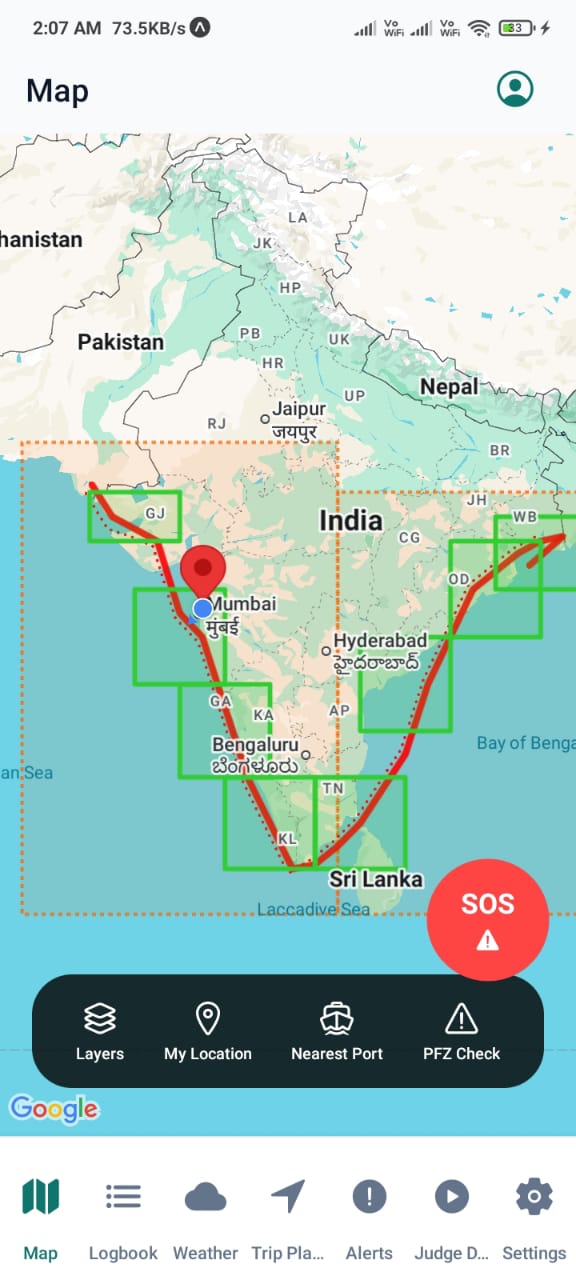 2:07 AM 73.5KB/s
Vo WiFi
Vo WiFi
33
Map
LA
hanistan
JK
HP
Pakistan
PB
UK
HR
Nepal
UP
Jaipur
जयपुर
RJ
BR
JH
GJ
India
WB
CG
OD
Mumbai
मुंबई
Hyderabad
హైదరాబాద్
GA
KA
AP
Bengaluru
ಬೆಂಗಳೂರು
Bay of Benga
an Sea
TN
KL
Sri Lanka
SOS
Laccadive Sea
Layers
My Location
Nearest Port
PFZ Check
Google
Map
Logbook
Weather
Trip Pla...
Alerts
Judge D...
Settings